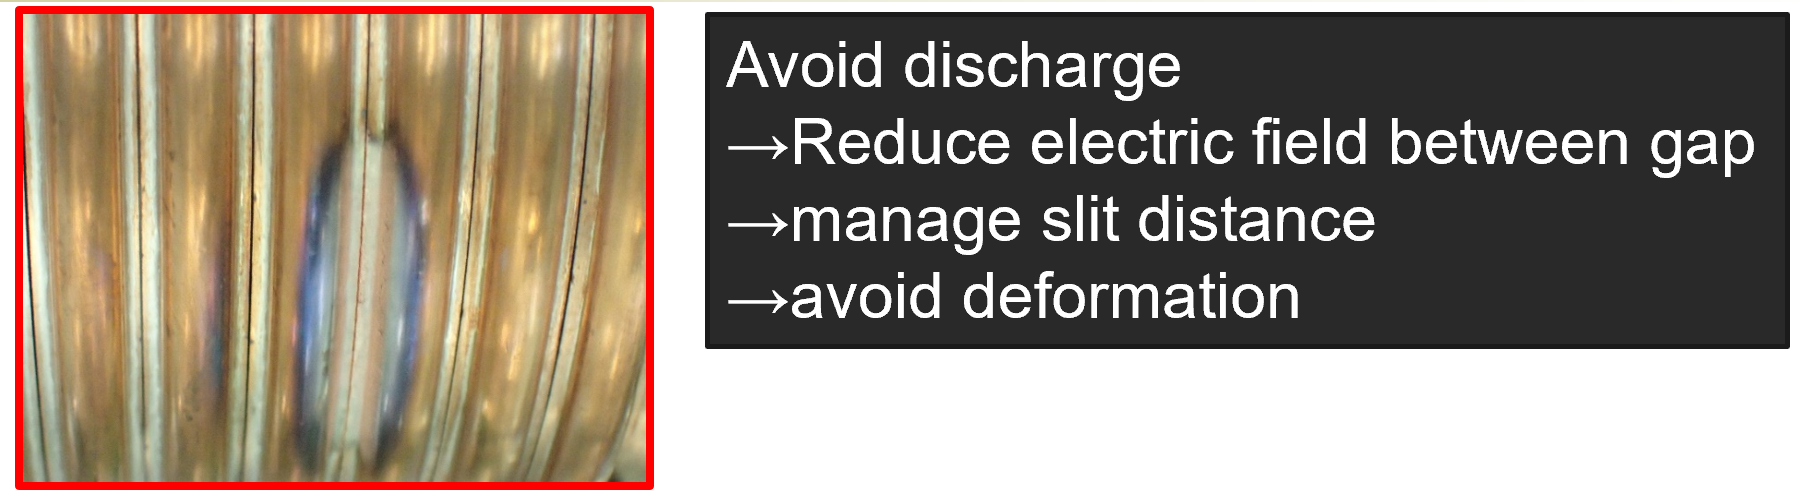 Avoid discharge
→Reduce electric field between gap
→manage slit distance
→avoid deformation